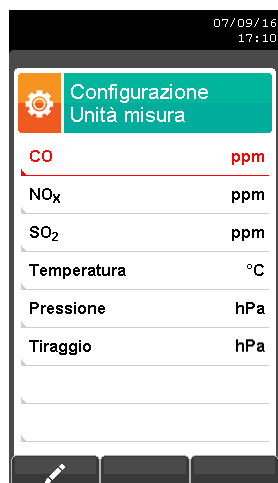 07/09/16
17:10
Configurazione
Unità misura
CO ppm
NOX ppm
SO2 ppm
Temperatura °C
Pressione hPa
Tiraggio hPa